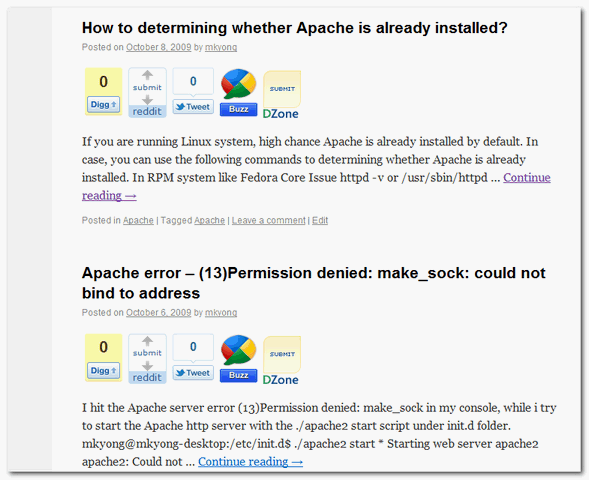 How to determining whether Apache is already installed?
Posted on October 8, 2009 by mkyong
0 submit 0 SUBMIT
Digg reddit Tweet Buzz DZone
If you are running Linux system, high chance Apache is already installed by default. In
case, you can use the following commands to determining whether Apache is already
installed. In RPM system like Fedora Core Issue httpd -v or /usr/sbin/httpd ... Continue
reading →
Posted in Apache | Tagged Apache | Leave a comment | Edit
Apache error – (13)Permission denied: make_sock: could not
bind to address
Posted on October 6, 2009 by mkyong
0 submit 0 SUBMIT
Digg reddit Tweet Buzz DZone
I hit the Apache server error (13)Permission denied: make_sock in my console, while i try
to start the Apache http server with the ./apache2 start script under init.d folder.
mkyong@mkyong-desktop:/etc/init.d$ ./apache2 start * Starting web server apache2
apache2: Could not ... Continue reading →